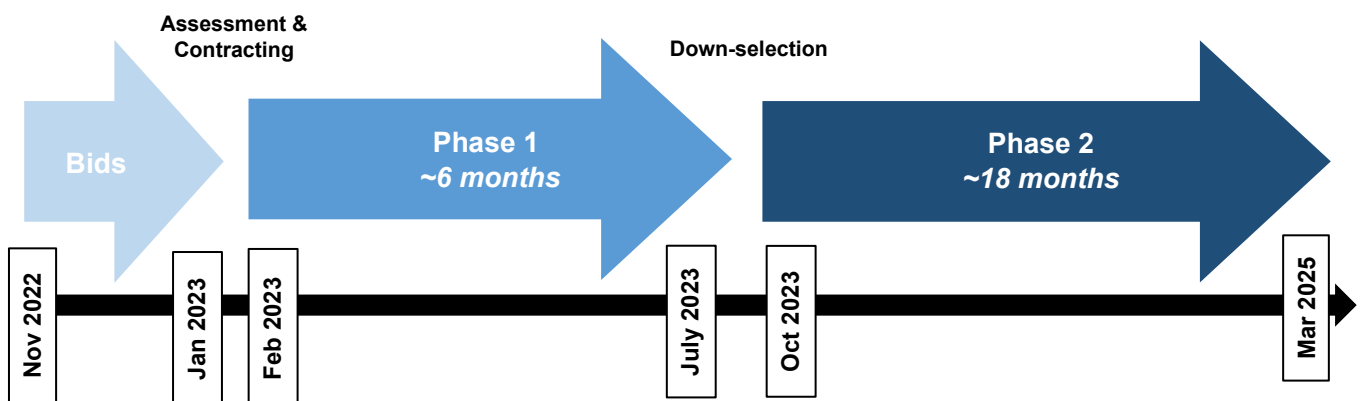 Assessment &
Contracting
Down-selection
Bids
Phase 1
~6 months
Phase 2
~18 months
Nov 2022
Jan 2023
Feb 2023
July 2023
Oct 2023
Mar 2025